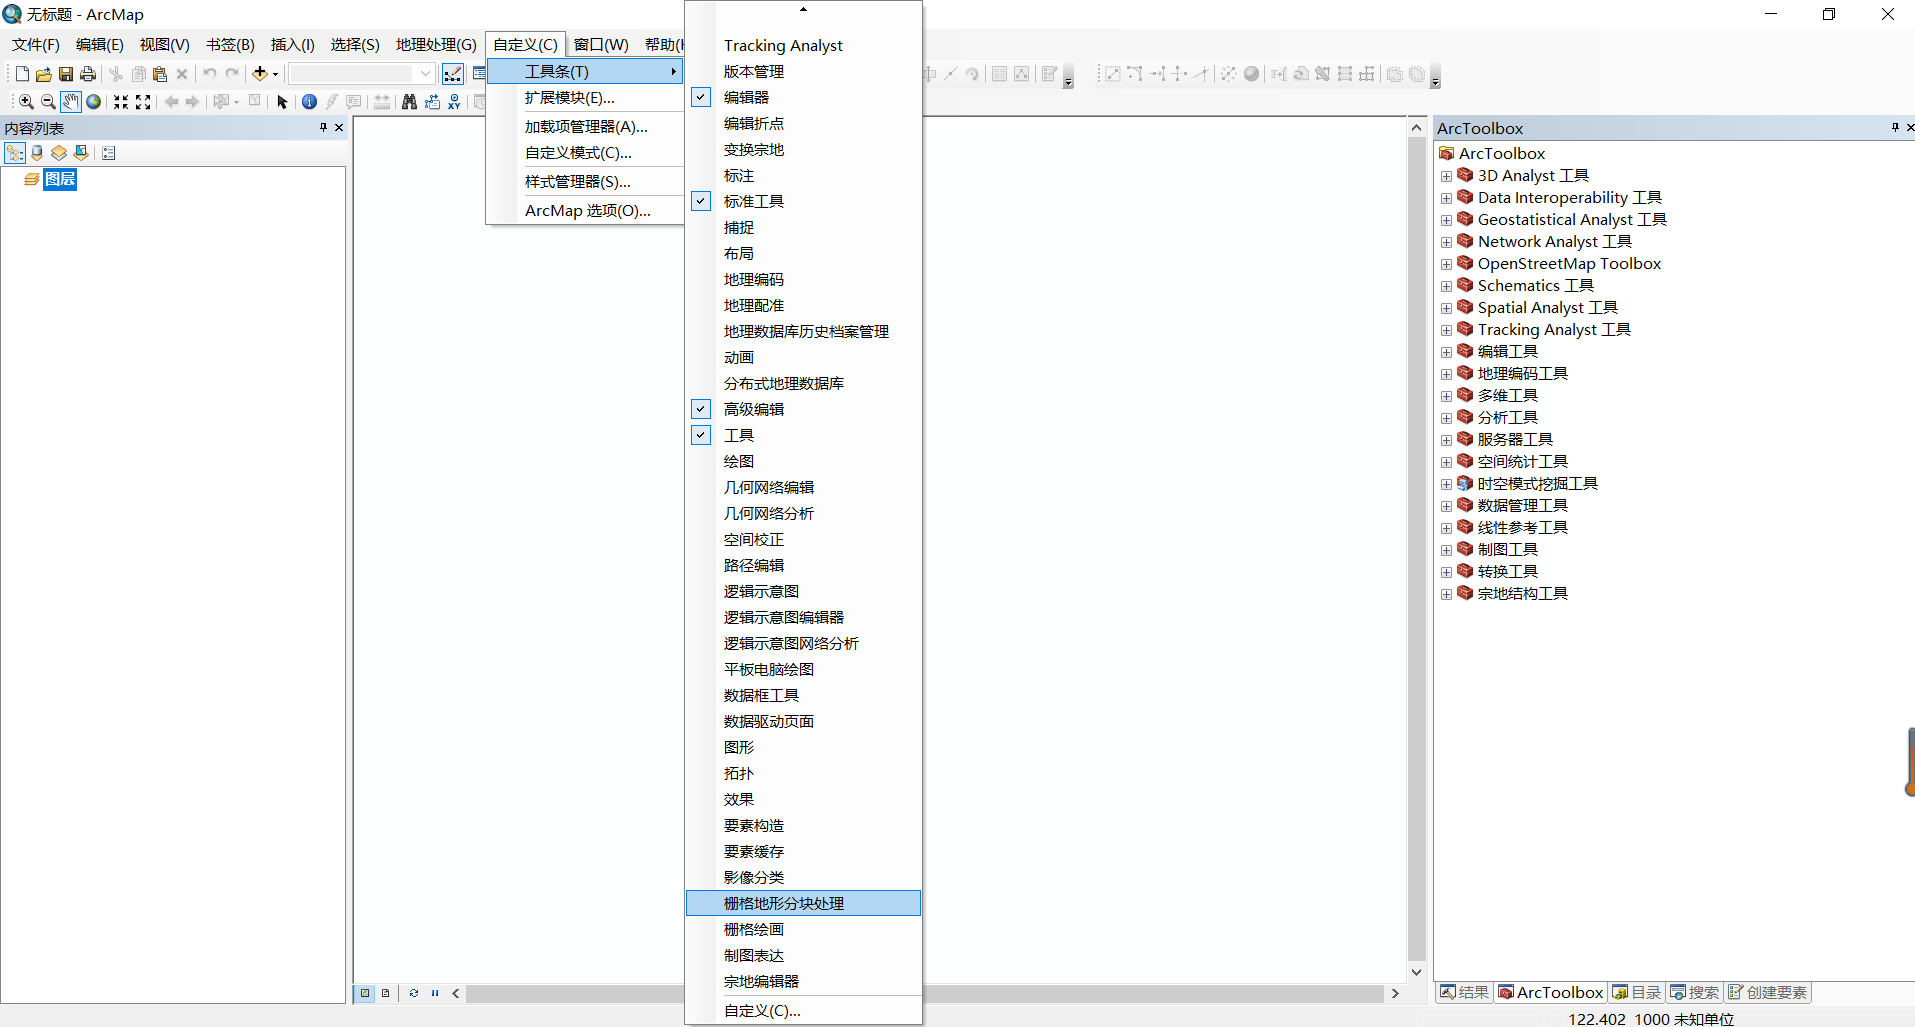 无标题 - ArcMap
文件(F) 编辑(E) 视图(V) 书签(B) 插入(I) 选择(S) 地理处理(G) 自定义(C) 窗口(W) 帮助(H
工具条(T)
扩展模块(E)...
加载项管理器(A)...
自定义模式(C)...
样式管理器(S)...
ArcMap 选项(O)...
Tracking Analyst
版本管理
编辑器
编辑折点
变换宗地
标注
标准工具
捕捉
布局
地理编码
地理配准
地理数据库历史档案管理
动画
分布式地理数据库
高级编辑
工具
绘图
几何网络编辑
几何网络分析
空间校正
路径编辑
逻辑示意图
逻辑示意图编辑器
逻辑示意图网络分析
平板电脑绘图
数据框工具
数据驱动页面
图形
拓扑
效果
要素构造
要素缓存
影像分类
栅格地形分块处理
栅格绘画
制图表达
宗地编辑器
自定义(C)...
内容列表
图层
ArcToolbox
ArcToolbox
3D Analyst 工具
Data Interoperability 工具
Geostatistical Analyst 工具
Network Analyst 工具
OpenStreetMap Toolbox
Schematics 工具
Spatial Analyst 工具
Tracking Analyst 工具
编辑工具
地理编码工具
多维工具
分析工具
服务器工具
空间统计工具
时空模式挖掘工具
数据管理工具
线性参考工具
制图工具
转换工具
宗地结构工具
结果 ArcToolbox 目录 搜索 创建要素
122.402 1000 未知单位